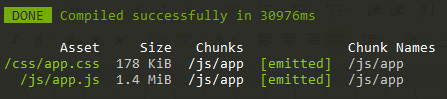 DONE Compiled successfully in 30976ms
Asset Size Chunks Chunk Names
/css/app.css 178 KiB /js/app [emitted] /js/app
/js/app.js 1.4 MiB /js/app [emitted] /js/app